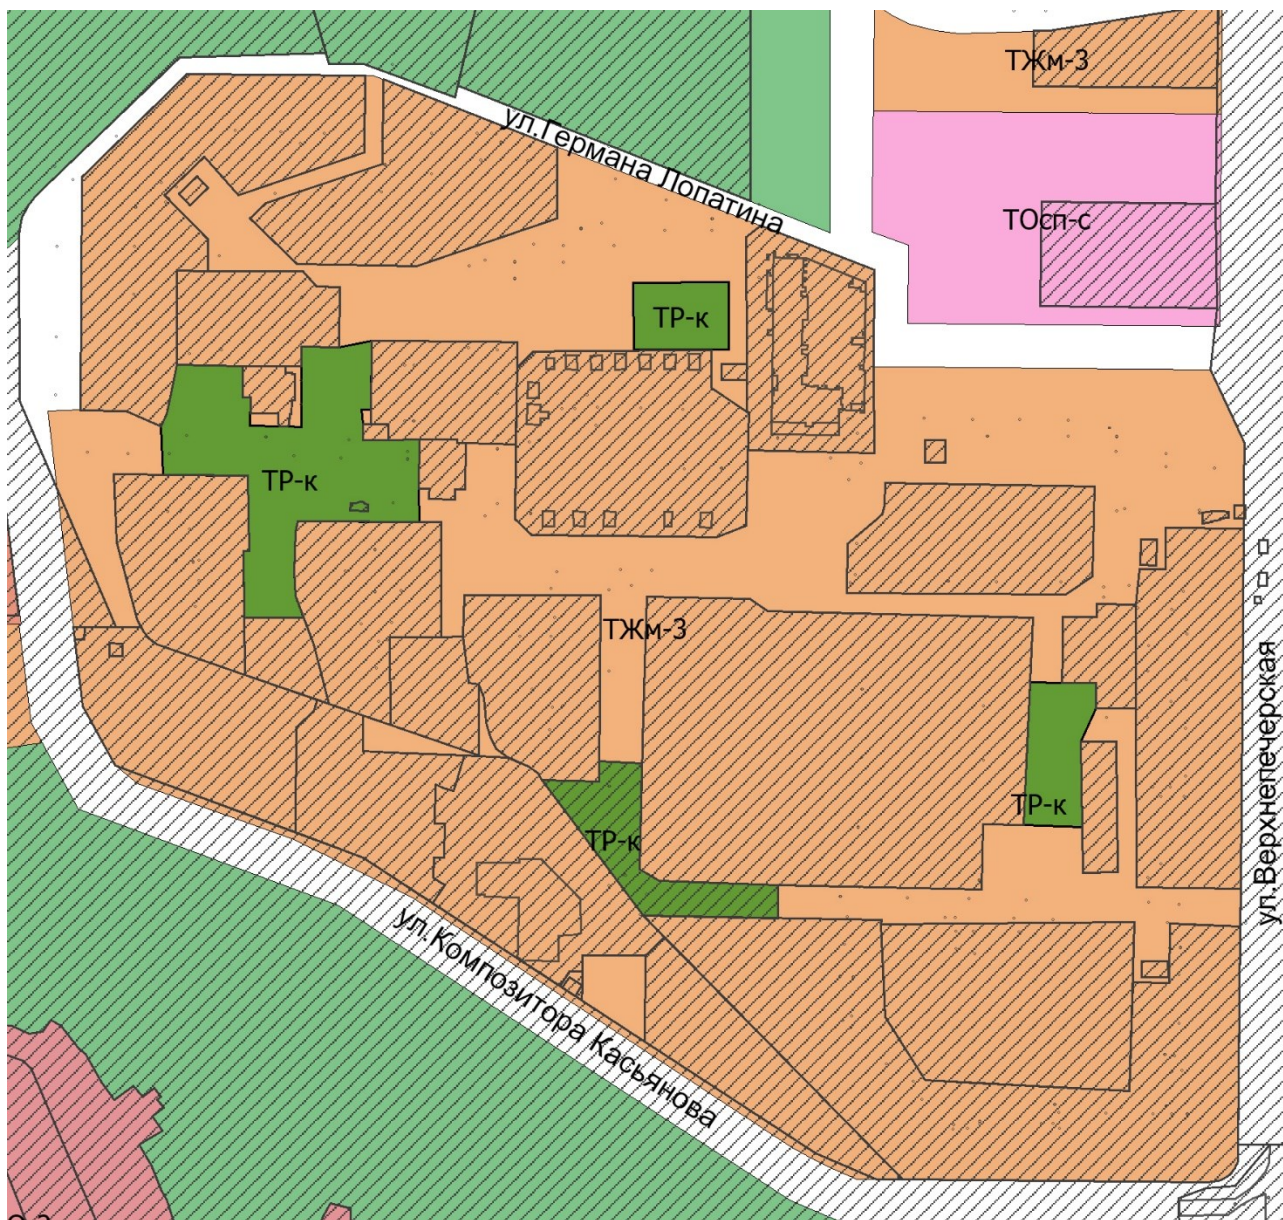 ТЖм-3
ул.Германа Лопатина
ТОсп-с
ТР-к
ТР-к
ТЖм-3
ул.Верхнепечерская
ТР-к
ТР-к
ул.Композитора Касьянова